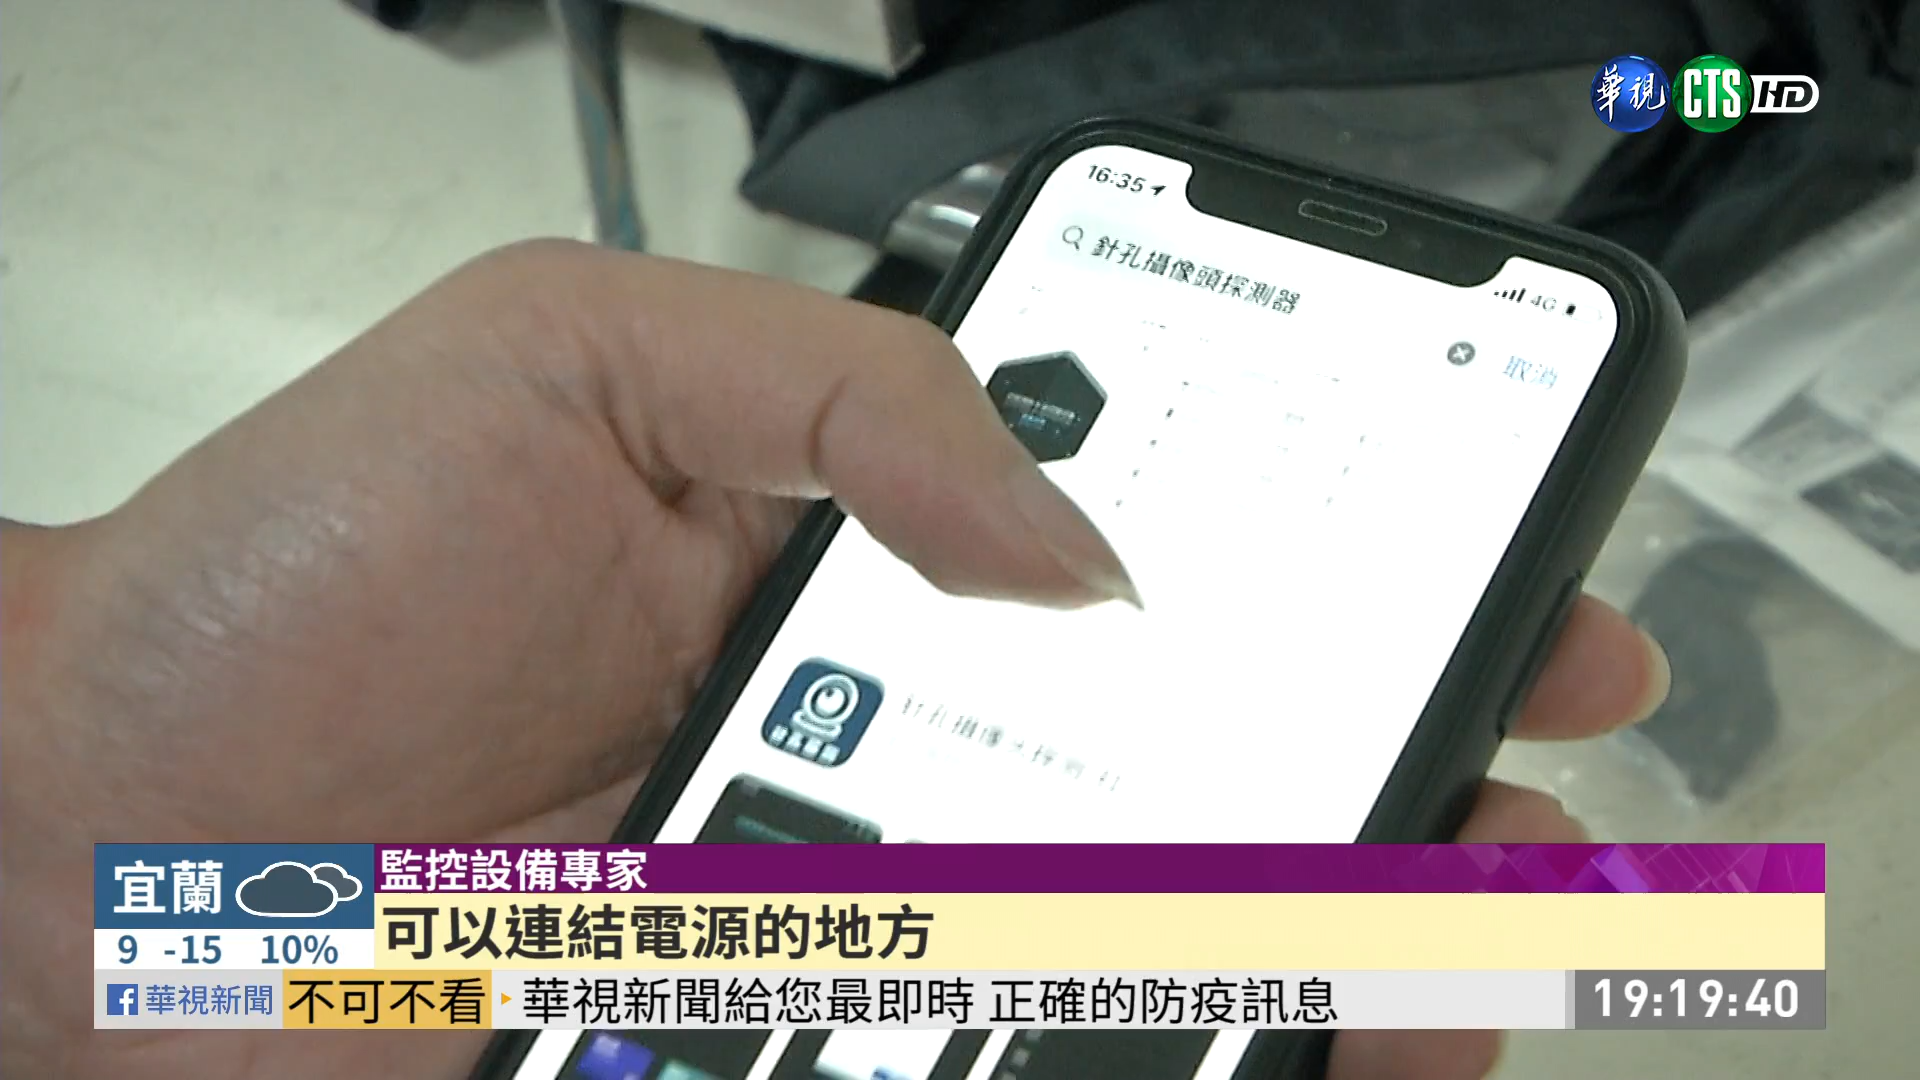 華視 CTS HD
16:35
4G
針孔攝像頭探測器
取消
監控設備專家
宜蘭
可以連結電源的地方
9 -15 10%
華視新聞 不可不看 華視新聞給您最即時 正確的防疫訊息
19:19:40